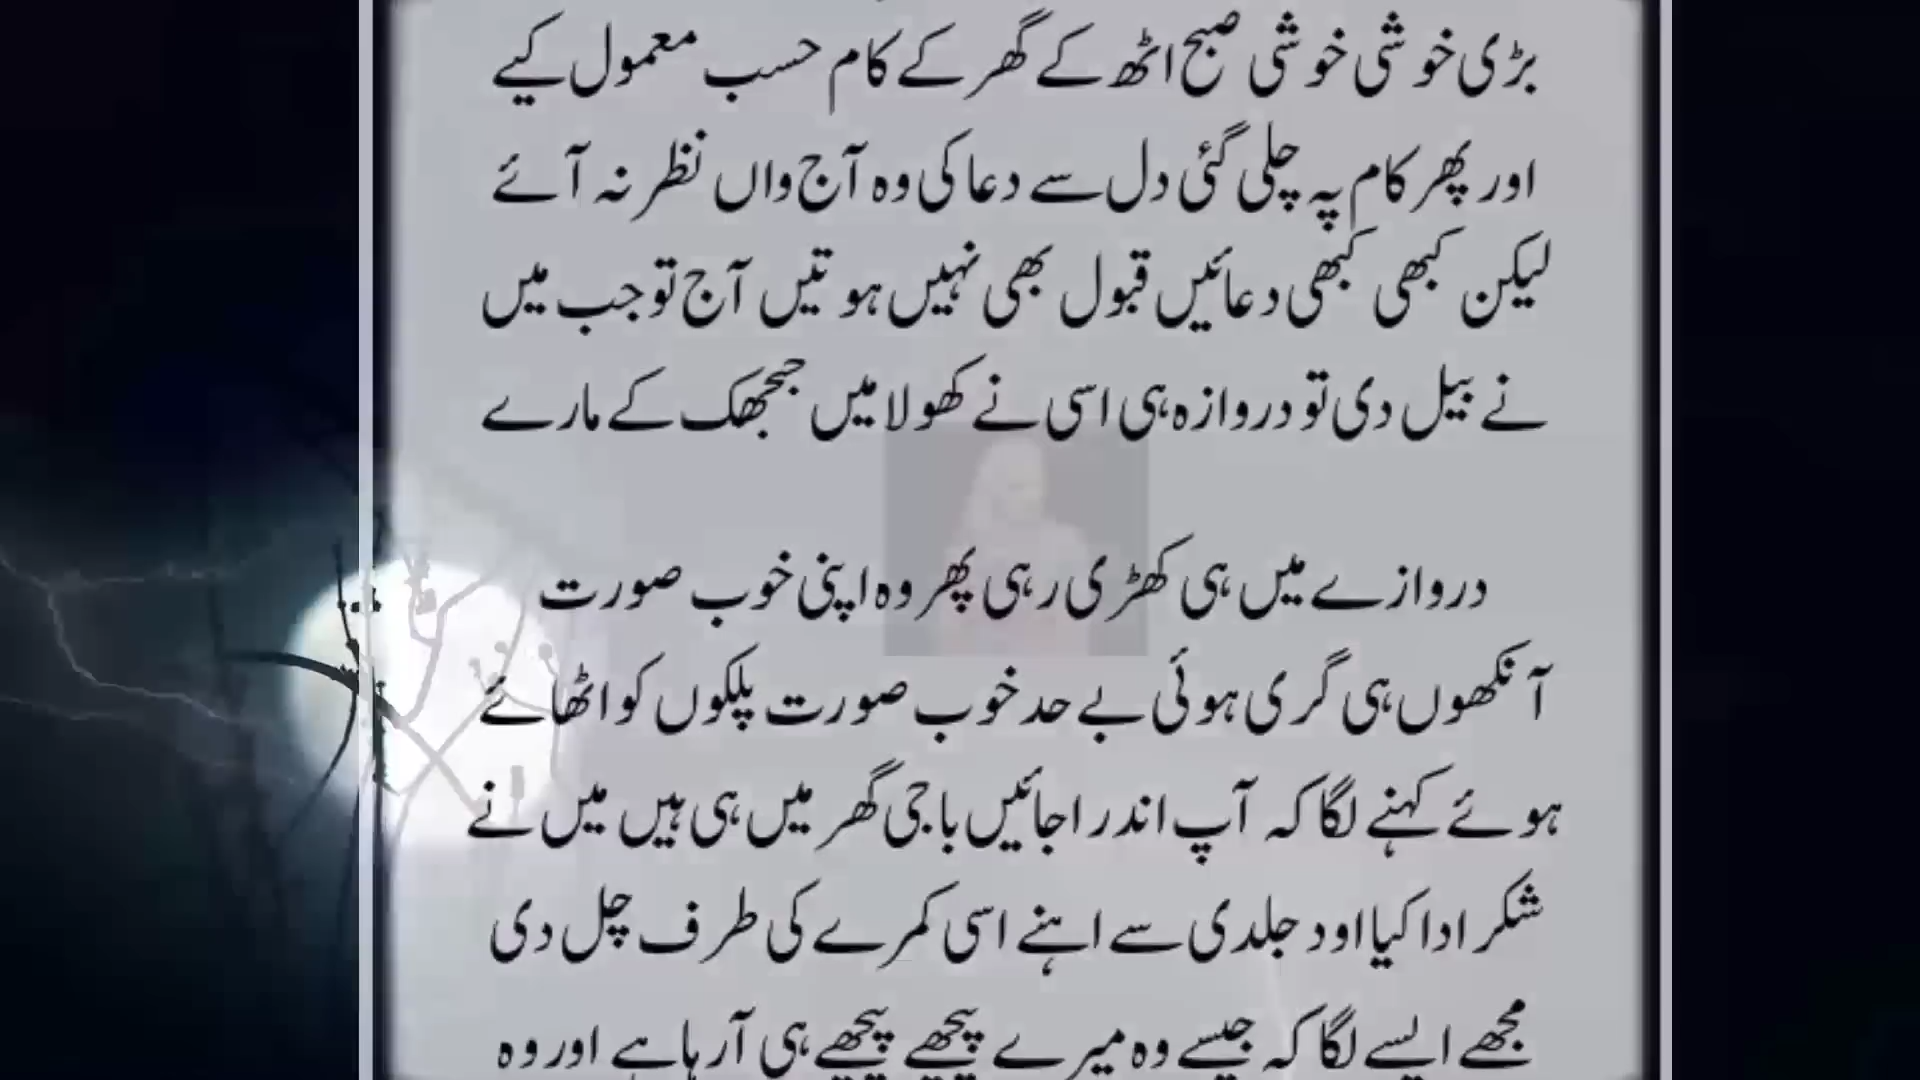 بڑی خوشی خوشی صبح اٹھ کے گھر کے کام حسب معمول کیے
اور پھر کام پہ چلی گئی دل سے دعا کی وہ آج واں نظر نہ آئے
لیکن کبھی کبھی دعائیں قبول بھی نہیں ہوتیں آج تو جب میں
نے بیل دی تو دروازہ ہی اسی نے کھولا میں جھجھک کے مارے
دروازے میں ہی کھڑی رہی پھر وہ اپنی خوب صورت
آنکھوں ہی گری ہوئی بے حد خوب صورت پلکوں کو اٹھائے
ہوئے کہنے لگا کہ آپ اندر اجائیں باجی گھر میں ہی ہیں میں نے
شکر ادا کیا اود جلدی سے اہنے اسی کمرے کی طرف چل دی
مجھے ایسے لگا کہ جیسے وہ میرے پیچھے پیچھے ہی آرہا ہے اور وہ